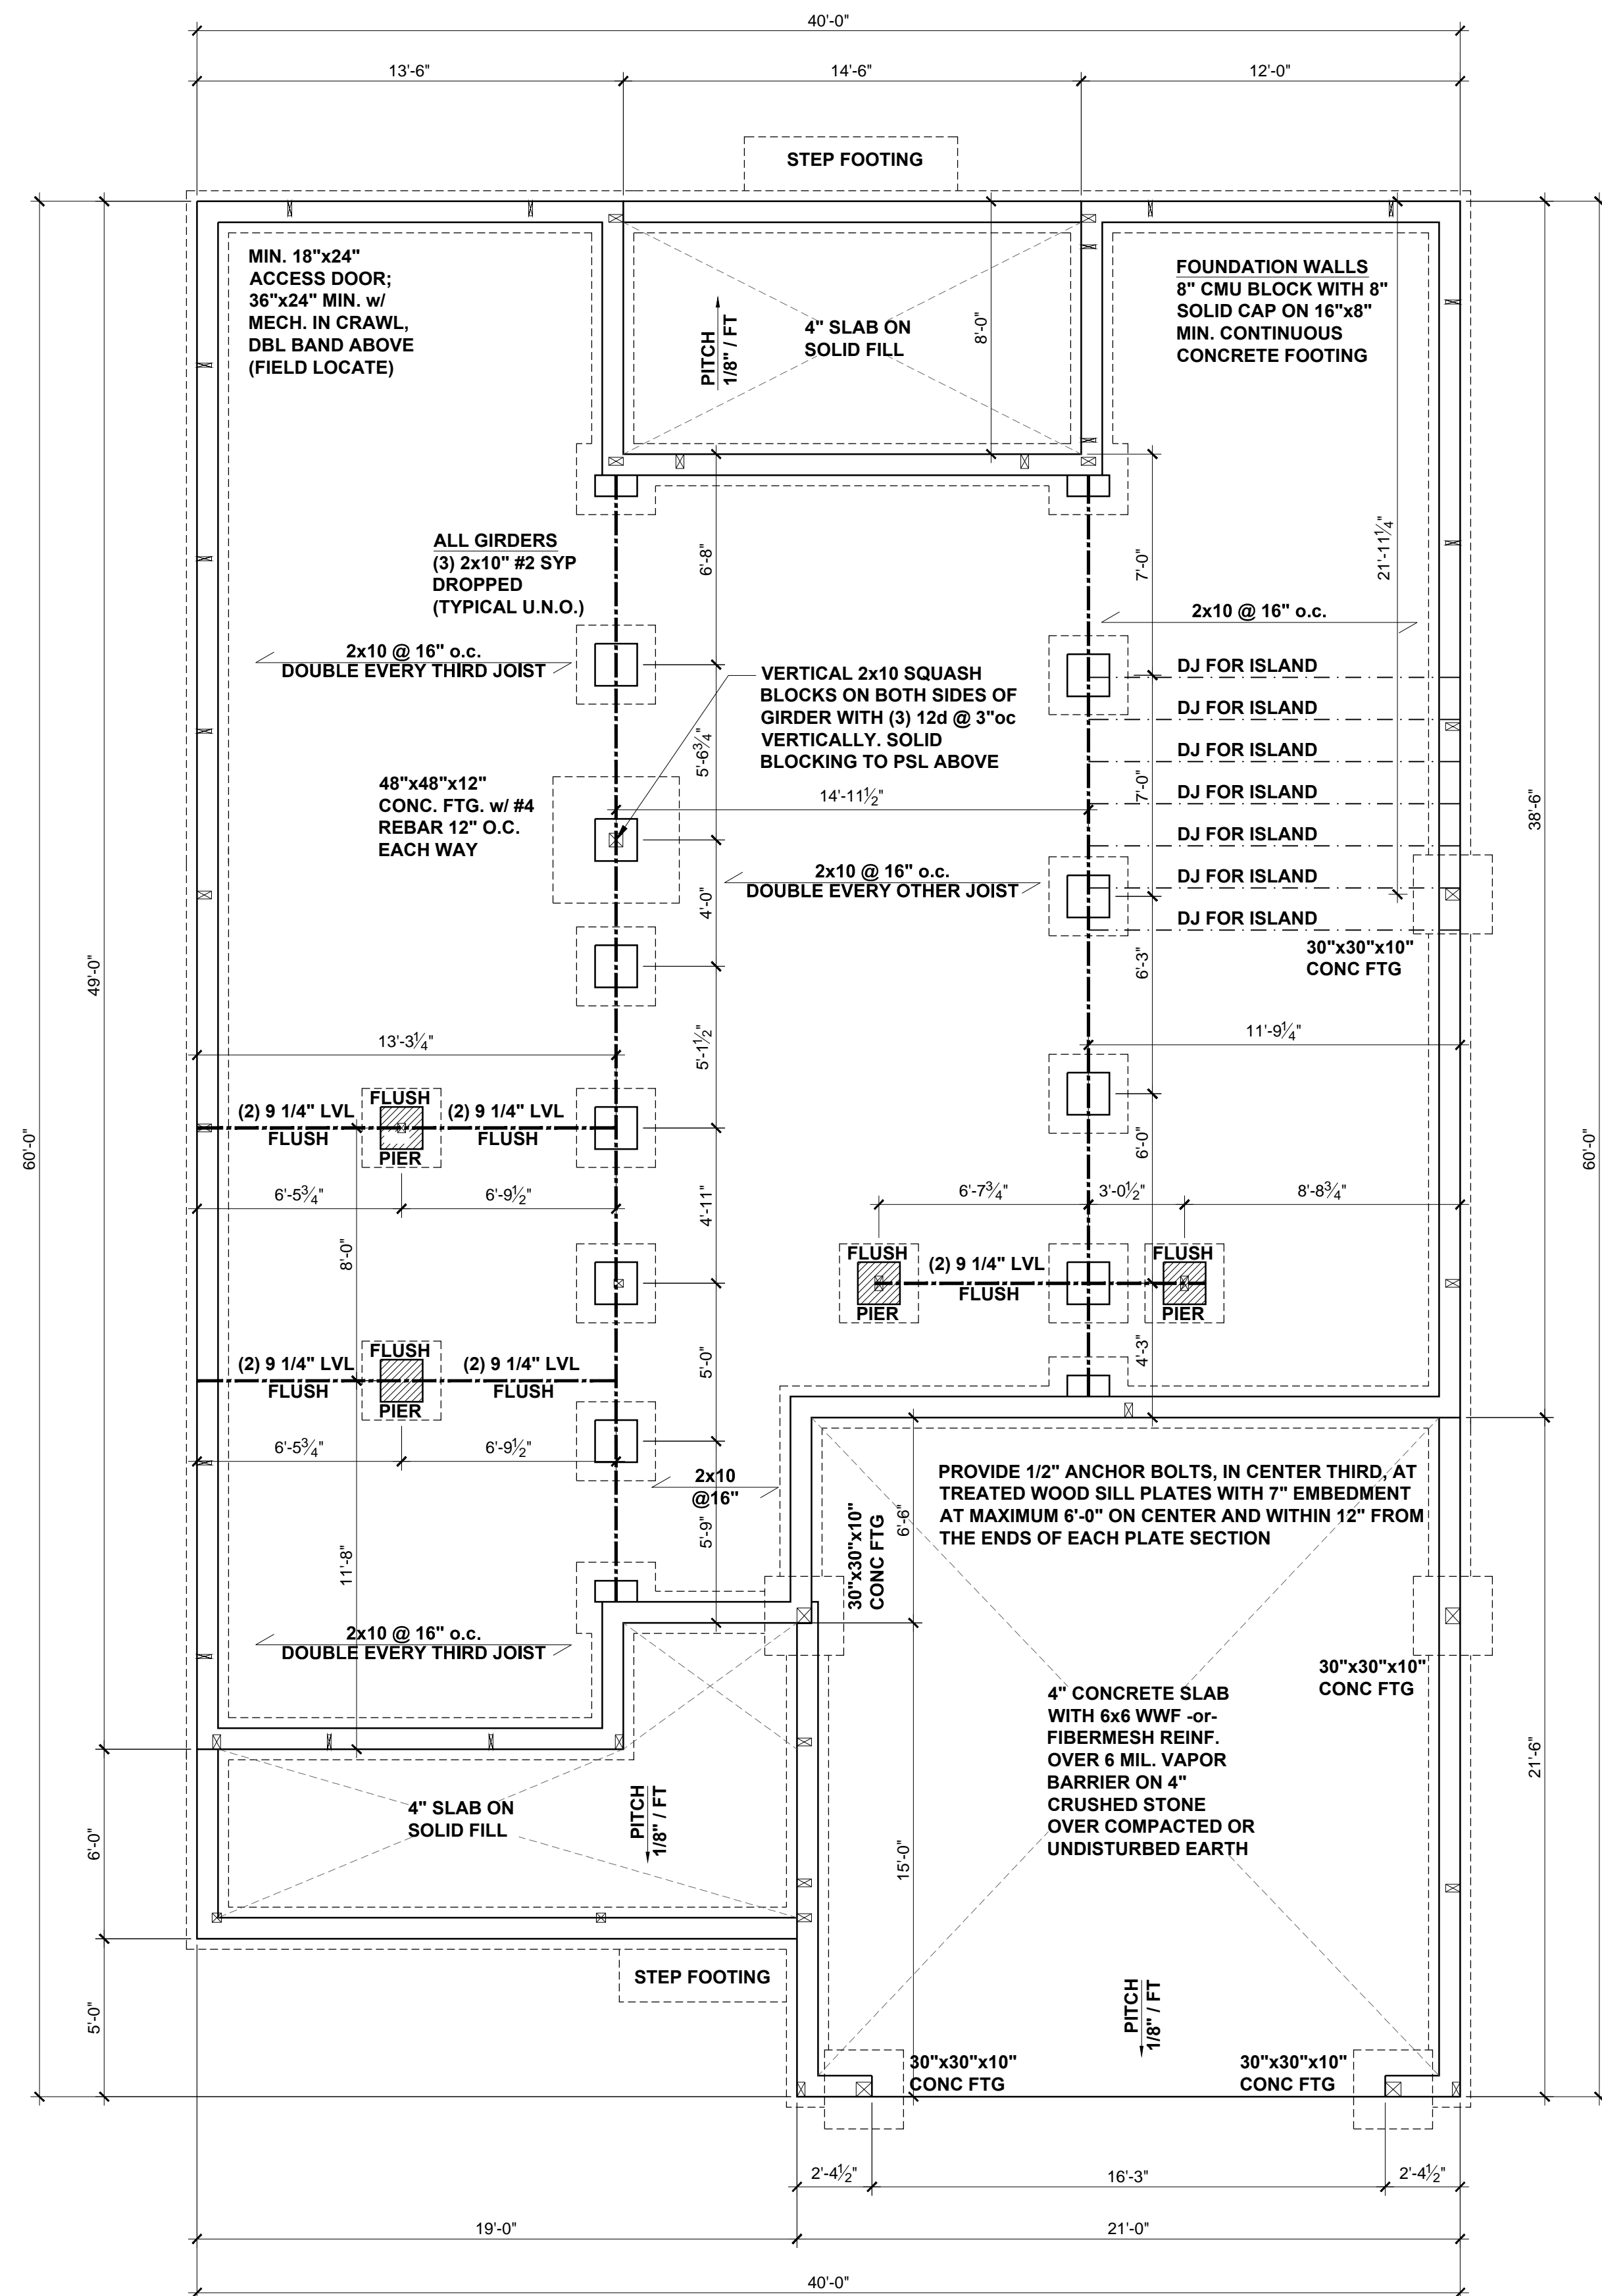 40'-0"
13'-6"
14'-6"
12'-0"
STEP FOOTING
MIN. 18"x24"
ACCESS DOOR;
36"x24" MIN. w/
MECH. IN CRAWL,
DBL BAND ABOVE
(FIELD LOCATE)
PITCH
1/8" / FT
4" SLAB ON
SOLID FILL
8'-0"
FOUNDATION WALLS
8" CMU BLOCK WITH 8"
SOLID CAP ON 16"x8"
MIN. CONTINUOUS
CONCRETE FOOTING
ALL GIRDERS
(3) 2x10" #2 SYP
DROPPED
(TYPICAL U.N.O.)
6'-8"
7'-0"
21'-11¼"
2x10 @ 16" o.c.
2x10 @ 16" o.c.
DOUBLE EVERY THIRD JOIST
VERTICAL 2x10 SQUASH
BLOCKS ON BOTH SIDES OF
GIRDER WITH (3) 12d @ 3"oc
VERTICALLY. SOLID
BLOCKING TO PSL ABOVE
DJ FOR ISLAND
DJ FOR ISLAND
DJ FOR ISLAND
DJ FOR ISLAND
DJ FOR ISLAND
DJ FOR ISLAND
DJ FOR ISLAND
5'-6¾"
7'-0"
48"x48"x12"
CONC. FTG. w/ #4
REBAR 12" O.C.
EACH WAY
14'-11½"
38'-6"
2x10 @ 16" o.c.
DOUBLE EVERY OTHER JOIST
4'-0"
6'-3"
30"x30"x10"
CONC FTG
49'-0"
13'-3¼"
5'-1½"
11'-9¼"
60'-0"
60'-0"
(2) 9 1/4" LVL
FLUSH
FLUSH
PIER
(2) 9 1/4" LVL
FLUSH
6'-0"
6'-5¾"
6'-9½"
4'-11"
6'-7¾"
3'-0½"
8'-8¾"
8'-0"
FLUSH
PIER
(2) 9 1/4" LVL
FLUSH
FLUSH
PIER
(2) 9 1/4" LVL
FLUSH
FLUSH
PIER
(2) 9 1/4" LVL
FLUSH
5'-0"
4'-3"
6'-5¾"
6'-9½"
2x10
@16"
PROVIDE 1/2" ANCHOR BOLTS, IN CENTER THIRD, AT
TREATED WOOD SILL PLATES WITH 7" EMBEDMENT
AT MAXIMUM 6'-0" ON CENTER AND WITHIN 12" FROM
THE ENDS OF EACH PLATE SECTION
5'-9"
30"x30"x10"
CONC FTG
6'-6"
11'-8"
2x10 @ 16" o.c.
DOUBLE EVERY THIRD JOIST
30"x30"x10"
CONC FTG
4" CONCRETE SLAB
WITH 6x6 WWF -or-
FIBERMESH REINF.
OVER 6 MIL. VAPOR
BARRIER ON 4"
CRUSHED STONE
OVER COMPACTED OR
UNDISTURBED EARTH
21'-6"
4" SLAB ON
SOLID FILL
PITCH
1/8" / FT
6'-0"
15'-0"
STEP FOOTING
5'-0"
PITCH
1/8" / FT
30"x30"x10"
CONC FTG
30"x30"x10"
CONC FTG
2'-4½"
16'-3"
2'-4½"
19'-0"
21'-0"
40'-0"